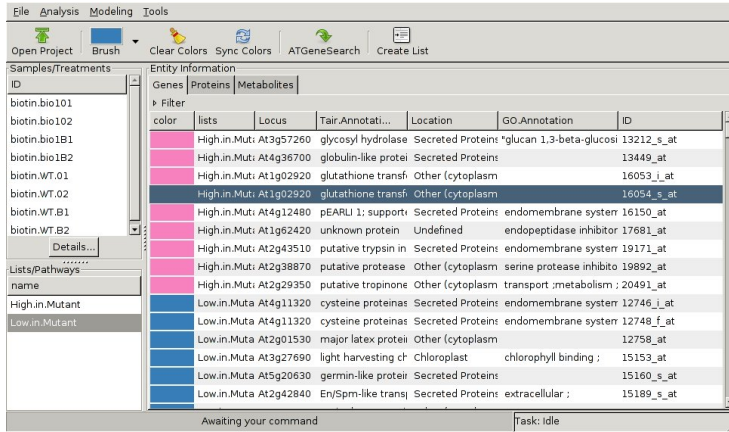 File Analysis Modeling Tools
Open Project Brush Clear Colors Sync Colors ATGeneSearch Create List
Samples/Treatments
ID
biotin.bio101
biotin.bio102
biotin.bio1B1
biotin.bio1B2
biotin.WT.01
biotin.WT.02
biotin.WT.B1
biotin.WT.B2
Details...
Lists/Pathways
name
High.in.Mutant
Low.in.Mutant
Entity Information
Genes Proteins Metabolites
Filter
color lists Locus Tair.Annotati... Location GO.Annotation ID
High.in.Muta At3g57260 glycosyl hydrolase Secreted Proteins "glucan 1,3-beta-glucosi 13212_s_at
High.in.Muta At4g36700 globulin-like protei Secreted Proteins 13449_at
High.in.Muta At1g02920 glutathione transf Other (cytoplasm 16053_i_at
High.in.Muta At1g02920 glutathione transf Other (cytoplasm 16054_s_at
High.in.Muta At4g12480 pEARLI 1; supporte Secreted Proteins endomembrane system 16150_at
High.in.Muta At1g62420 unknown protein Undefined endopeptidase inhibitor 17681_at
High.in.Muta At2g43510 putative trypsin in Secreted Proteins endomembrane system 19171_at
High.in.Muta At2g38870 putative protease Other (cytoplasm serine protease inhibito 19892_at
High.in.Muta At2g29350 putative tropinone Other (cytoplasm transport ;metabolism ; 20491_at
Low.in.Muta At4g11320 cysteine proteinas Secreted Proteins endomembrane system 12746_i_at
Low.in.Muta At4g11320 cysteine proteinas Secreted Proteins endomembrane system 12748_f_at
Low.in.Muta At2g01530 major latex protei Other (cytoplasm 12758_at
Low.in.Muta At3g27690 light harvesting ch Chloroplast chlorophyll binding ; 15153_at
Low.in.Muta At5g20630 germin-like protein Secreted Proteins 15160_s_at
Low.in.Muta At2g42840 En/Spm-like transp Secreted Proteins extracellular ; 15189_s_at
Awaiting your command Task: Idle